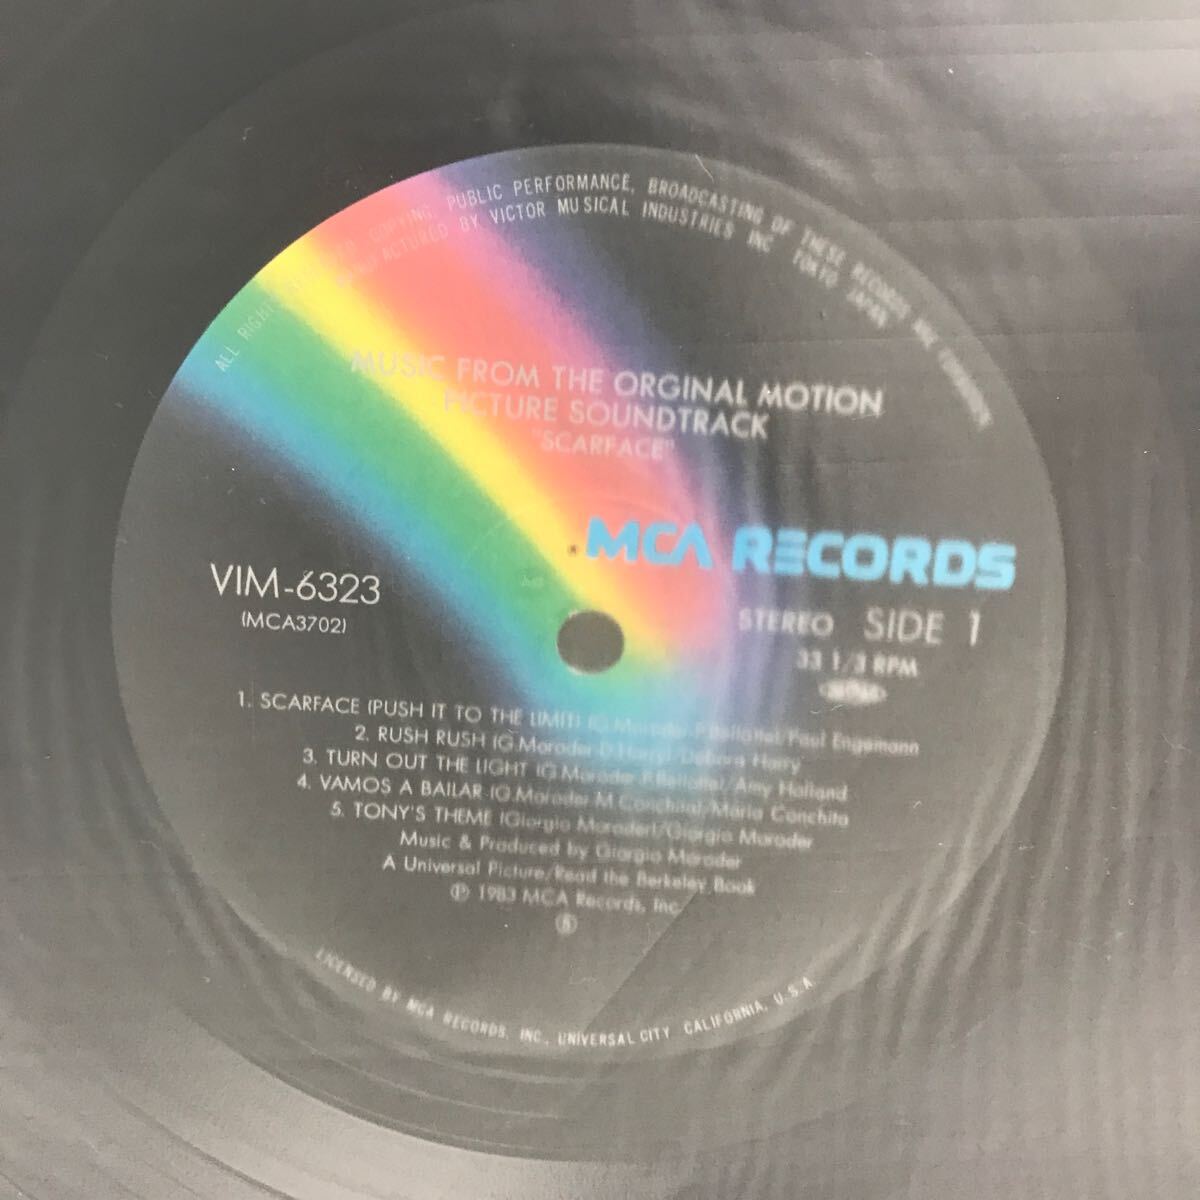 ALL RIGHT COPYING, PUBLIC PERFORMANCE, BROADCASTING OF THESE RECORDS ARE
MANUFACTURED BY VICTOR MUSICAL INDUSTRIES INC TOKYO JAPAN
MUSIC FROM THE ORGINAL MOTION
PICTURE SOUNDTRACK
"SCARFACE"
MCA RECORDS
VIM-6323
(MCA3702)
STEREO SIDE 1
33 1/3 RPM
1. SCARFACE (PUSH IT TO THE LIMIT) (G.Moroder-P.Bellotte)/Paul Engemann
2. RUSH RUSH (G.Moroder-D.Harry)/Debora Harry
3. TURN OUT THE LIGHT (G.Moroder-P.Bellotte)/Amy Holland
4. VAMOS A BAILAR (G.Moroder M.Conchita)/Maria Conchita
5. TONY'S THEME (Giorgio Moroder)/Giorgio Moroder
Music & Produced by Giorgio Moroder
A Universal Picture/Read the Berkeley Book
Ⓟ 1983 MCA Records, Inc.
LICENSED BY MCA RECORDS, INC., UNIVERSAL CITY CALIFORNIA, U.S.A